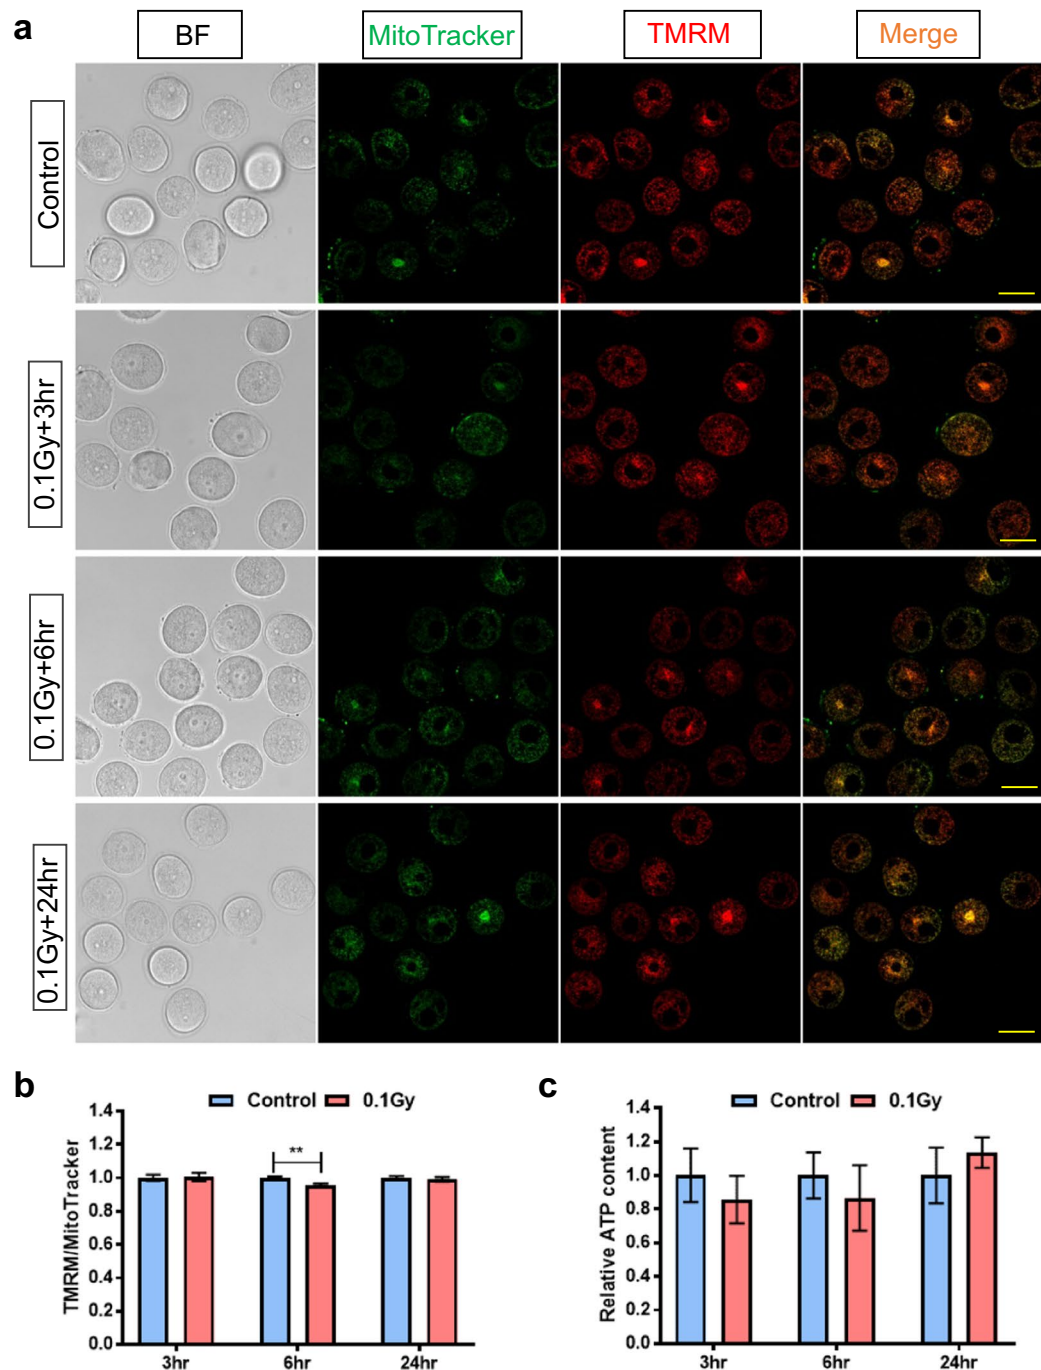 a
BF
MitoTracker
TMRM
Merge
Control
0.1Gy+3hr
0.1Gy+6hr
0.1Gy+24hr
b
Control 0.1Gy
TMRM/MitoTracker
1.4
1.2
1.0
0.8
0.6
0.4
0.2
0.0
**
3hr 6hr 24hr
c
Control 0.1Gy
Relative ATP content
1.4
1.2
1.0
0.8
0.6
0.4
0.2
0.0
3hr 6hr 24hr